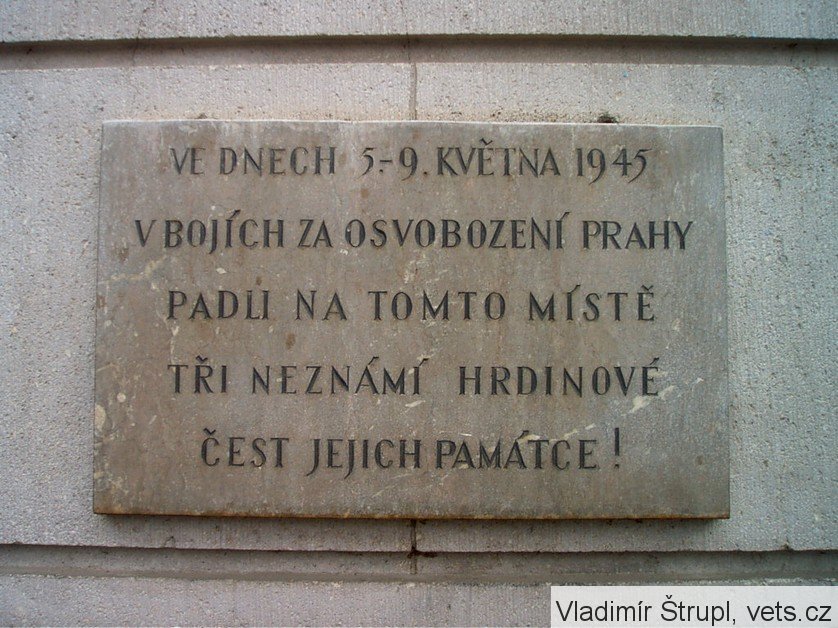 VE DNECH 5.-9. KVĚTNA 1945
V BOJÍCH ZA OSVOBOZENÍ PRAHY
PADLI NA TOMTO MÍSTĚ
TŘI NEZNÁMÍ HRDINOVÉ
ČEST JEJICH PAMÁTCE !
Vladimír Štrupl, vets.cz